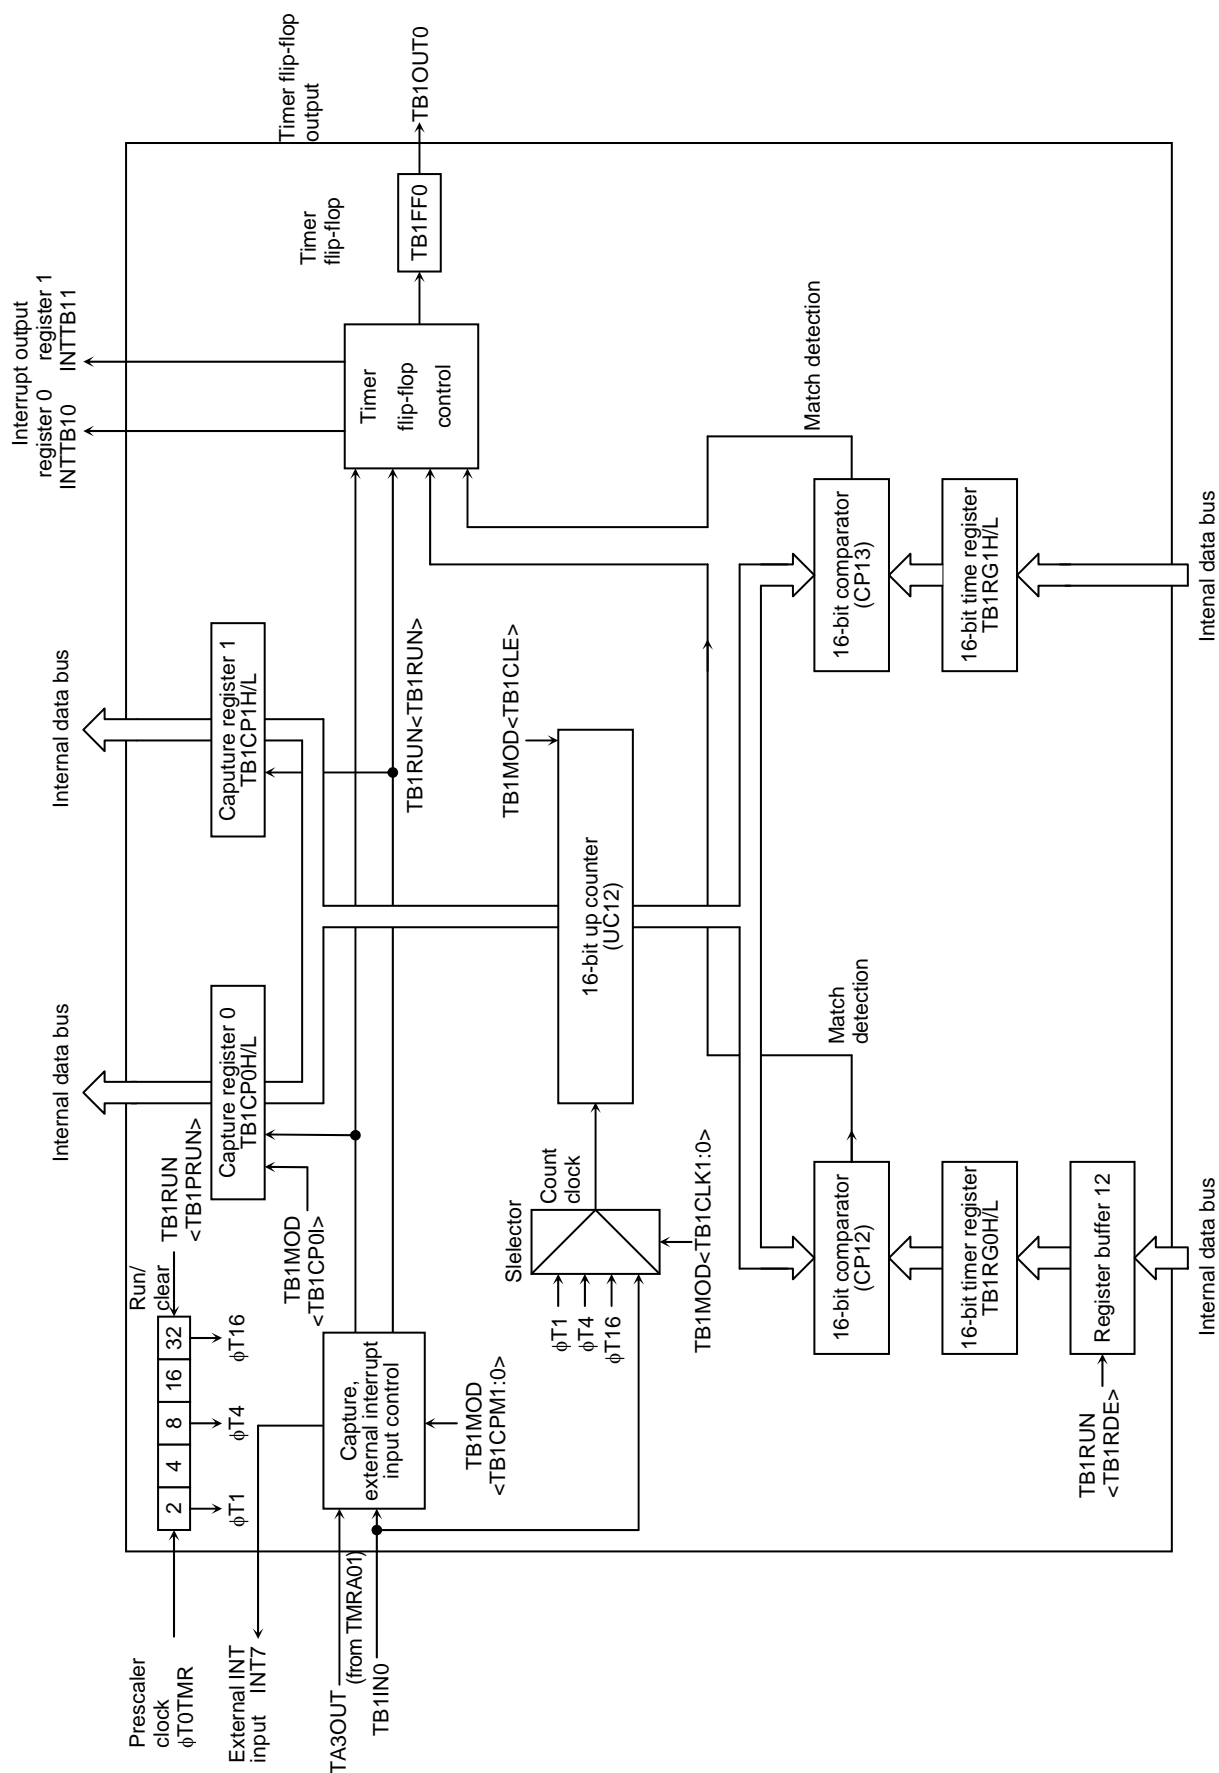 Prescaler
clock
ϕT0TMR
2
4
8
16
32
Run/
clear
TB1RUN
<TB1PRUN>
ϕT1
ϕT4
ϕT16
External INT
input INT7
TA3OUT
(from TMRA01)
TB1IN0
Capture,
external interrupt
input control
TB1MOD
<TB1CPM1:0>
TB1MOD
<TB1CP0I>
Internal data bus
Capture register 0
TB1CP0H/L
Internal data bus
Caputure register 1
TB1CP1H/L
TB1RUN<TB1RUN>
Interrupt output
register 0 register 1
INTTB10 INTTB11
Timer
flip-flop
control
Timer
flip-flop
TB1FF0
Timer flip-flop
output
TB1OUT0
Slelector
Count
clock
ϕT1
ϕT4
ϕT16
TB1MOD<TB1CLK1:0>
16-bit up counter
(UC12)
TB1MOD<TB1CLE>
Match
detection
Match detection
16-bit comparator
(CP12)
16-bit comparator
(CP13)
16-bit timer register
TB1RG0H/L
16-bit time register
TB1RG1H/L
Register buffer 12
TB1RUN
<TB1RDE>
Internal data bus
Intenal data bus